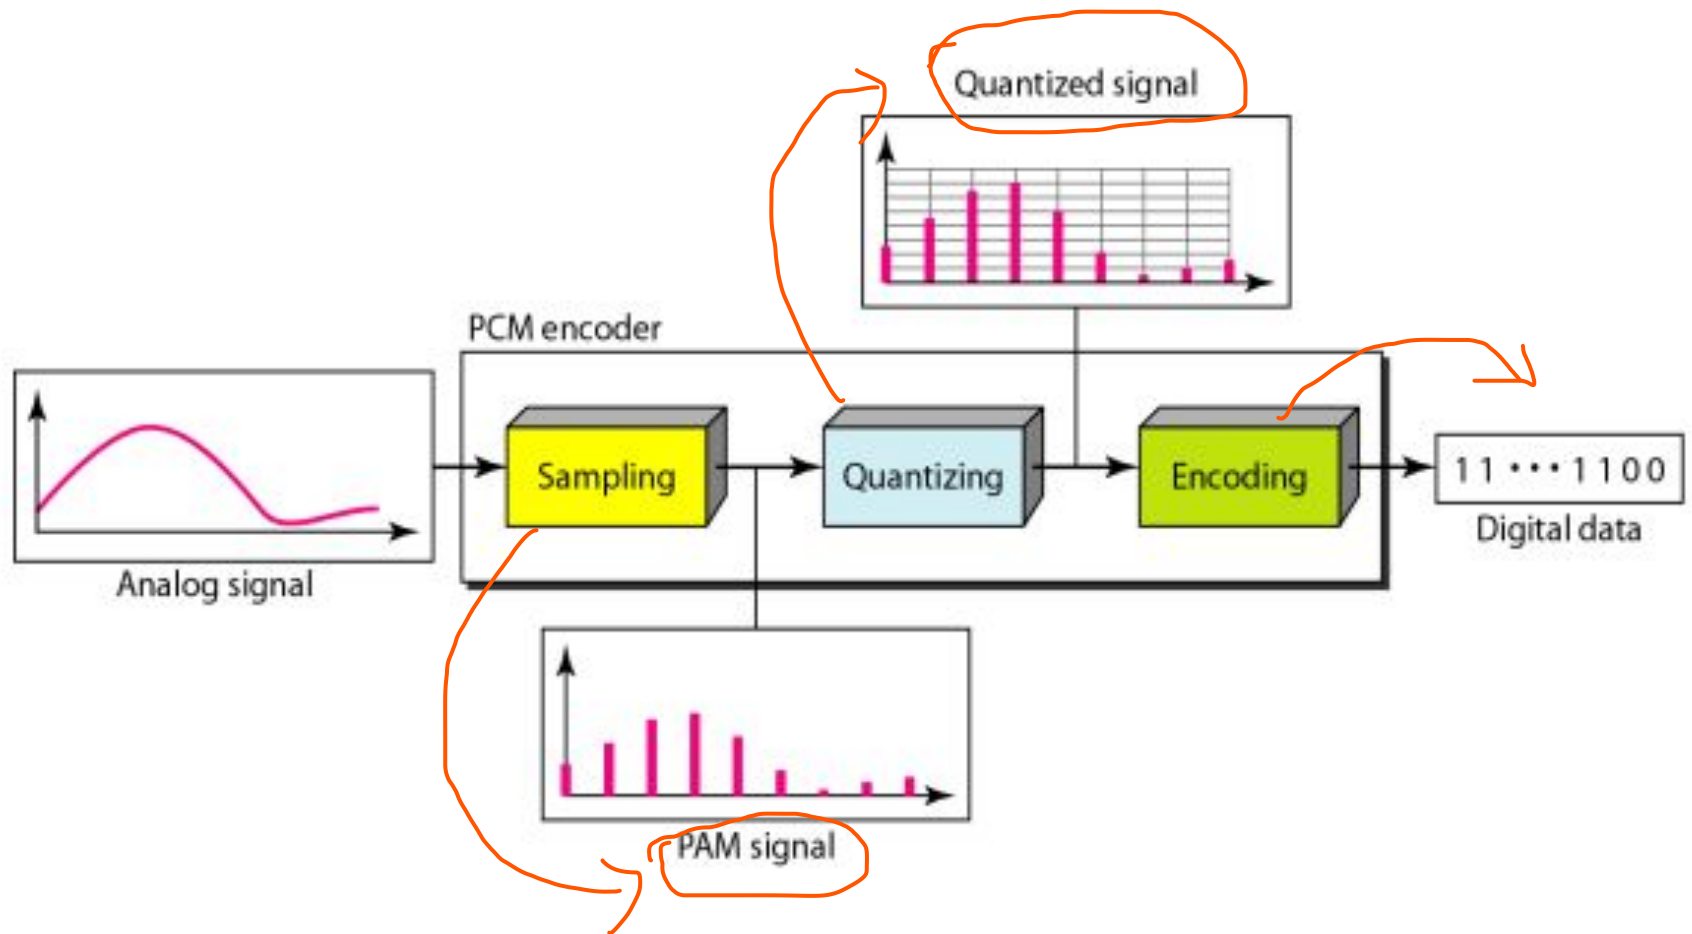 Quantized signal
PCM encoder
Sampling
Quantizing
Encoding
11···1100
Digital data
Analog signal
PAM signal